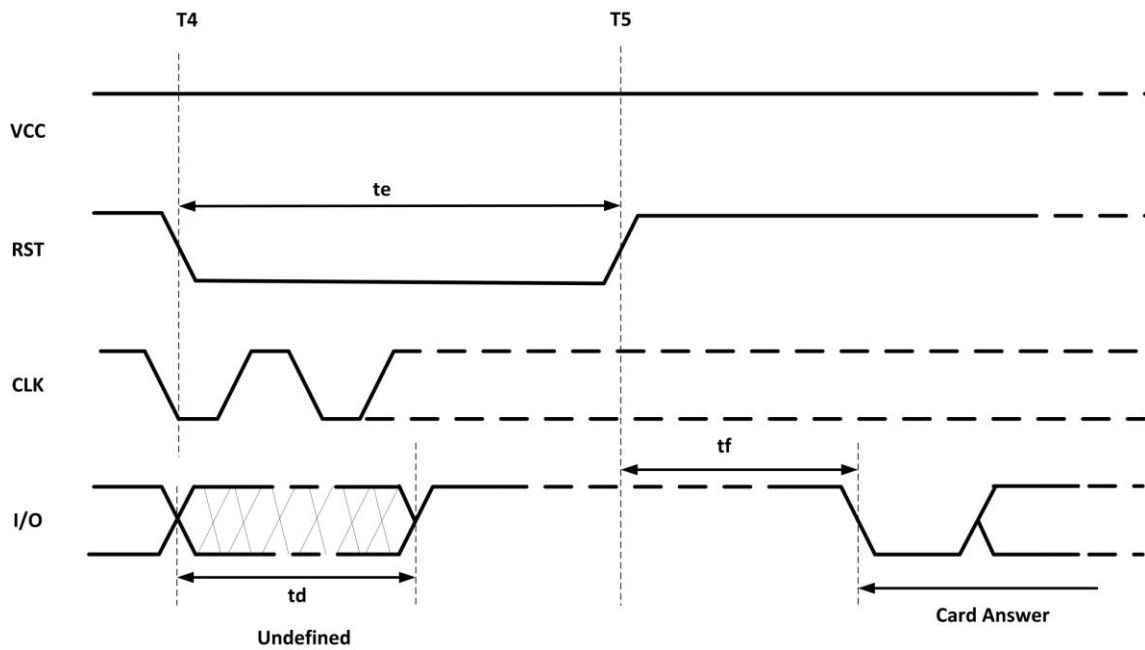 T4 T5
VCC
te
RST
CLK
tf
I/O
td
Card Answer
Undefined